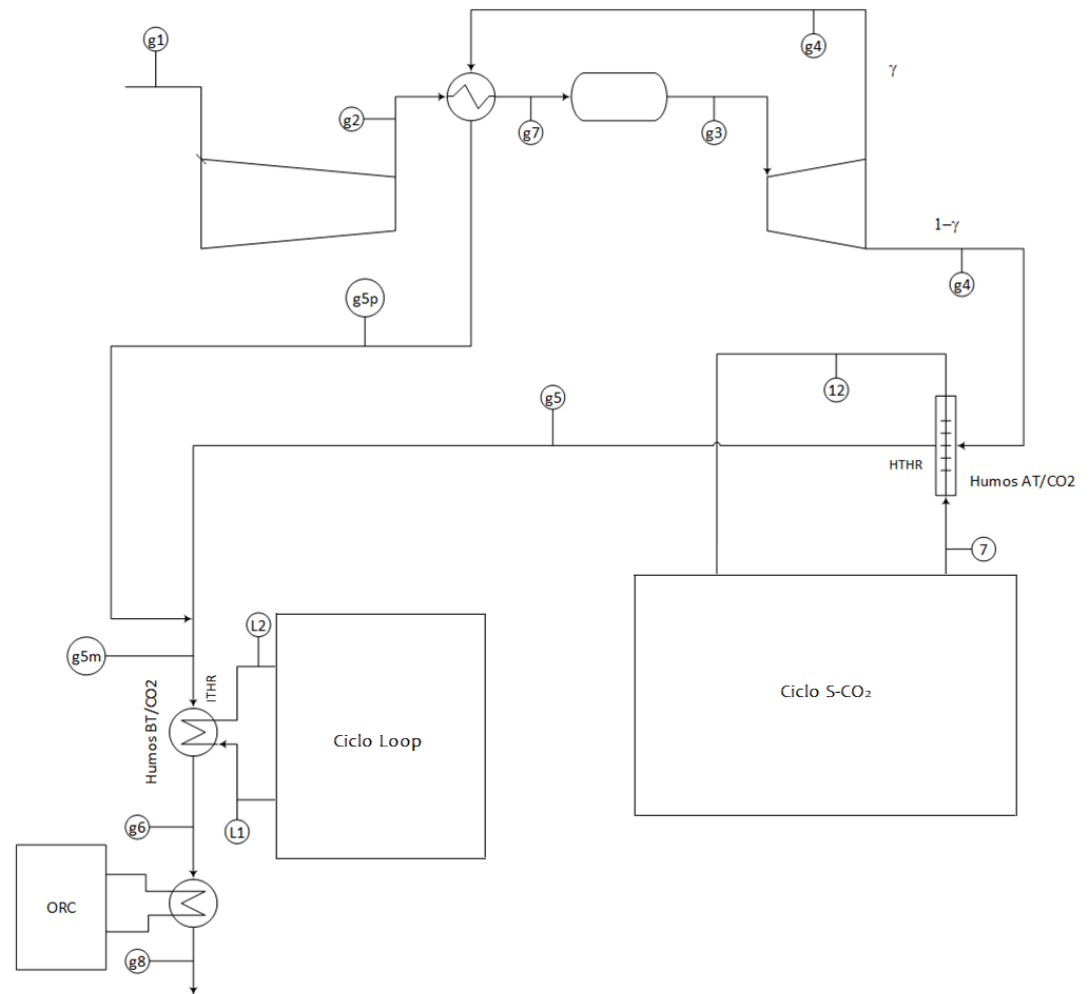 g4
g1
γ
g2
g7
g3
1−γ
g4
g5p
12
g5
HTHR
Humos AT/CO2
7
L2
g5m
ITHR
Humos BT/CO2
Ciclo Loop
Ciclo S-CO₂
g6
L1
ORC
g8